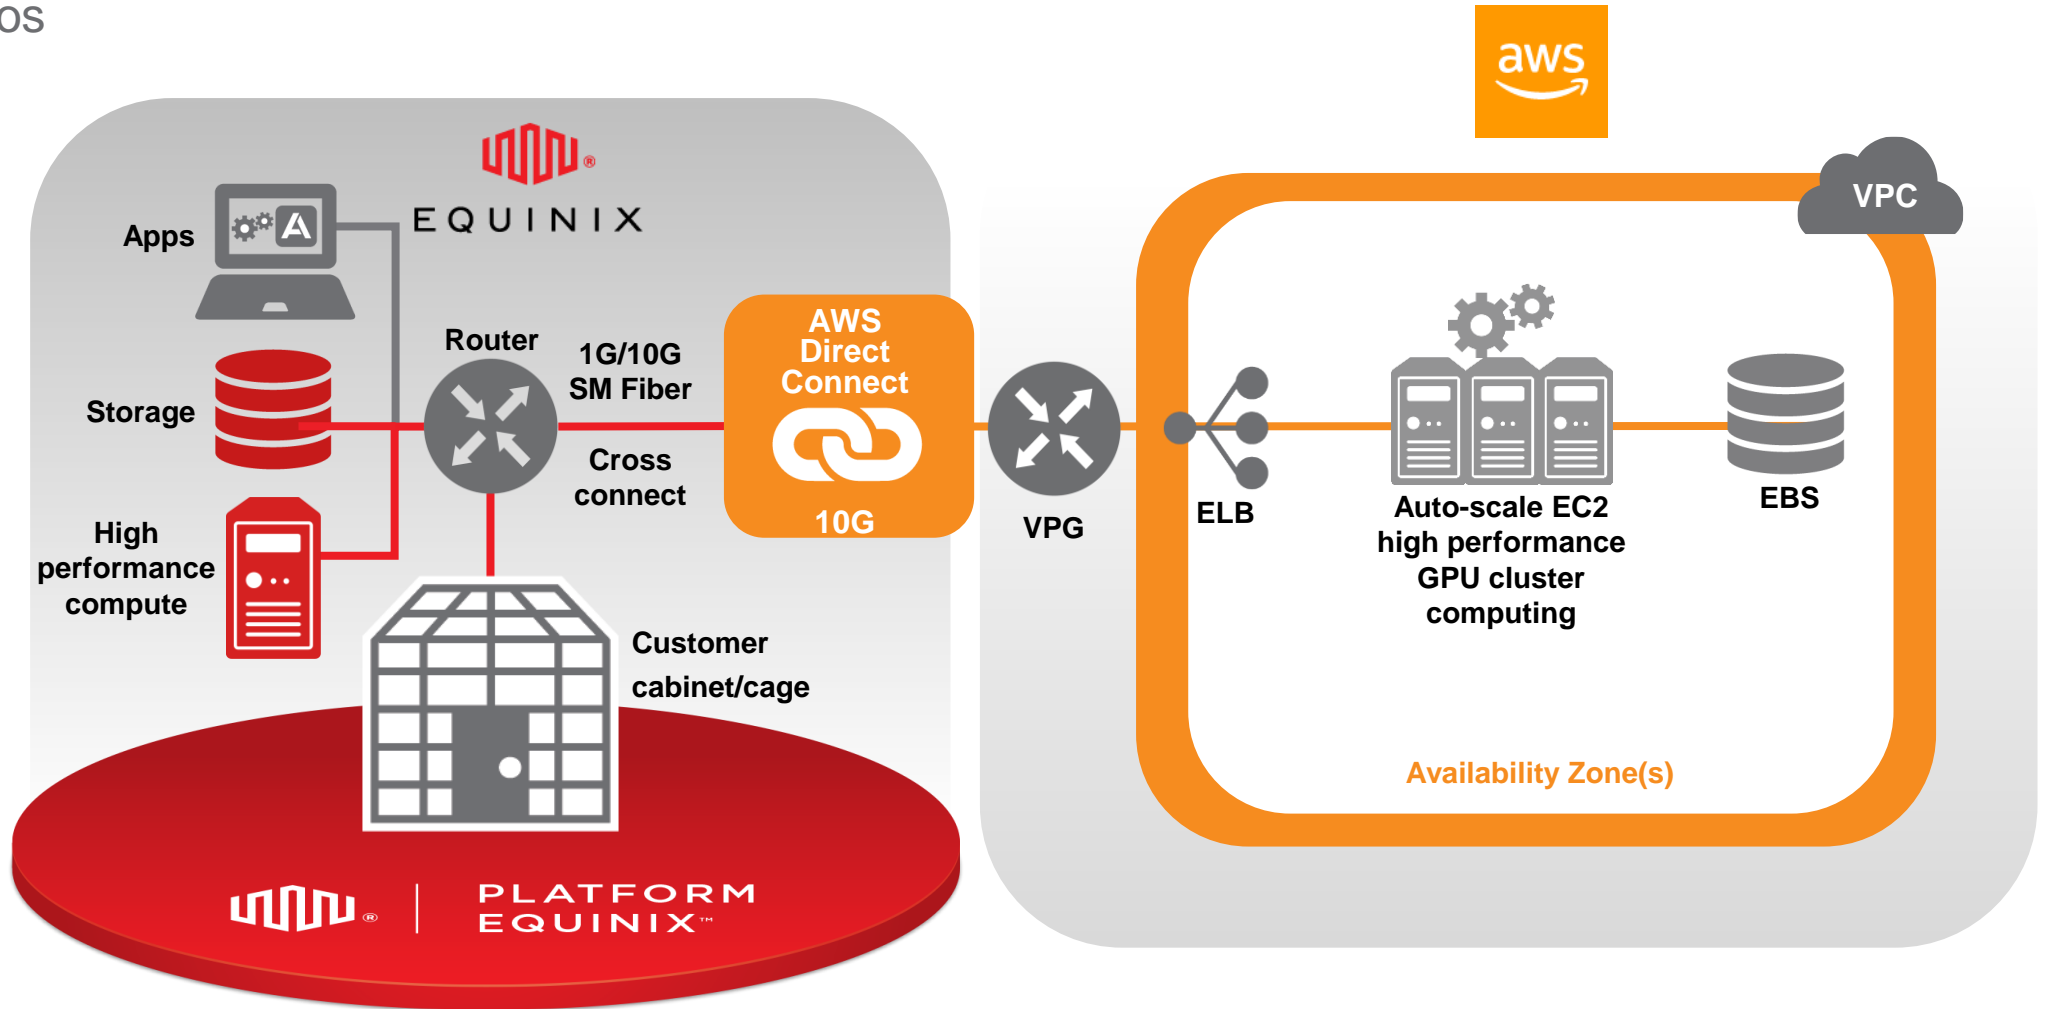 os
aws
EQUINIX
VPC
Apps
A
AWS
Direct
Connect
Router
1G/10G
SM Fiber
Storage
Cross
connect
10G
High
performance
compute
VPG
ELB
Auto-scale EC2
high performance
GPU cluster
computing
EBS
Customer
cabinet/cage
Availability Zone(s)
PLATFORM
EQUINIX™